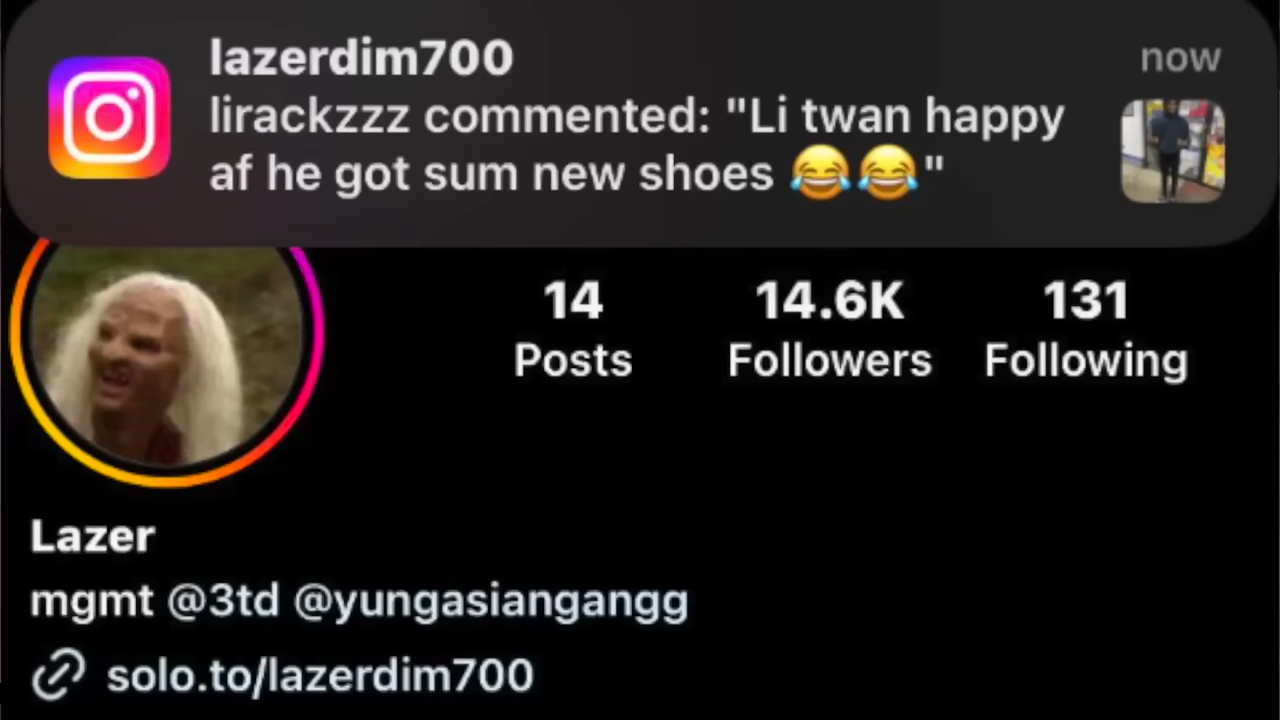 lazerdim700
now
lirackzzz commented: "Li twan happy
af he got sum new shoes 😂😂"
14
14.6K
131
Posts
Followers
Following
Lazer
mgmt @3td @yungasiangangg
solo.to/lazerdim700